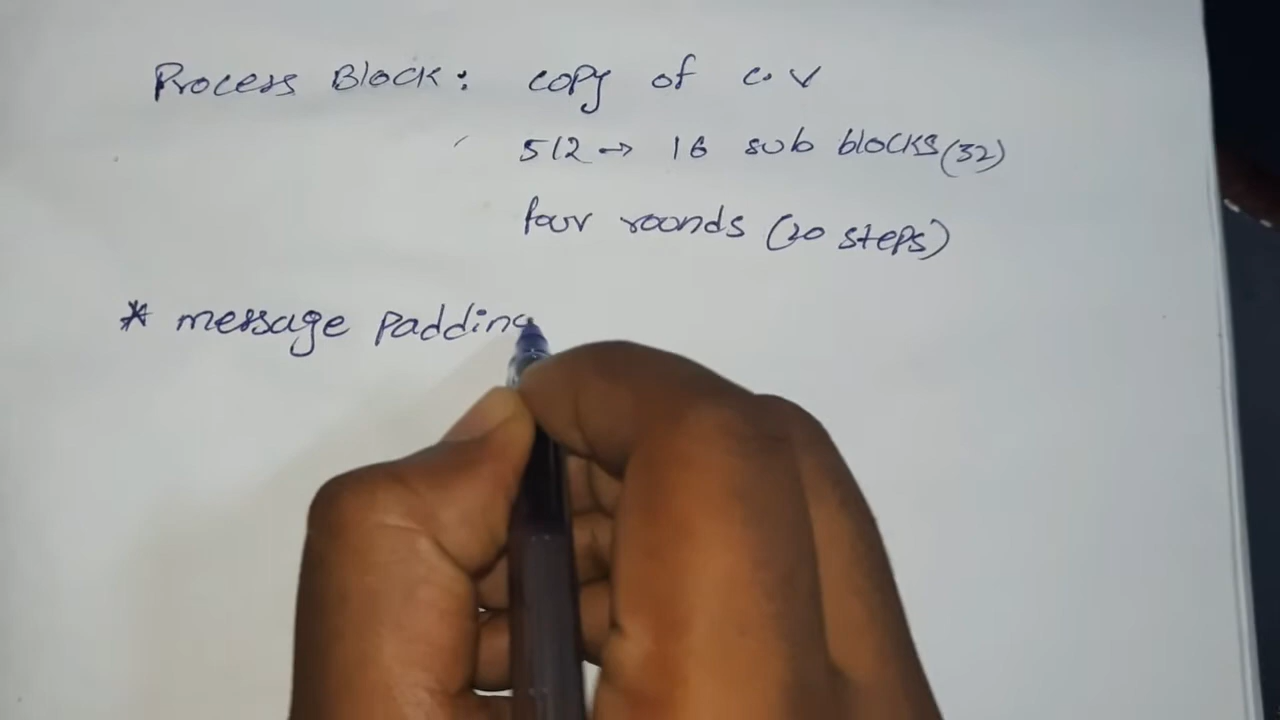 Process Block: copy of c.v
512 → 16 sub blocks (32)
four rounds (20 steps)
* message padding